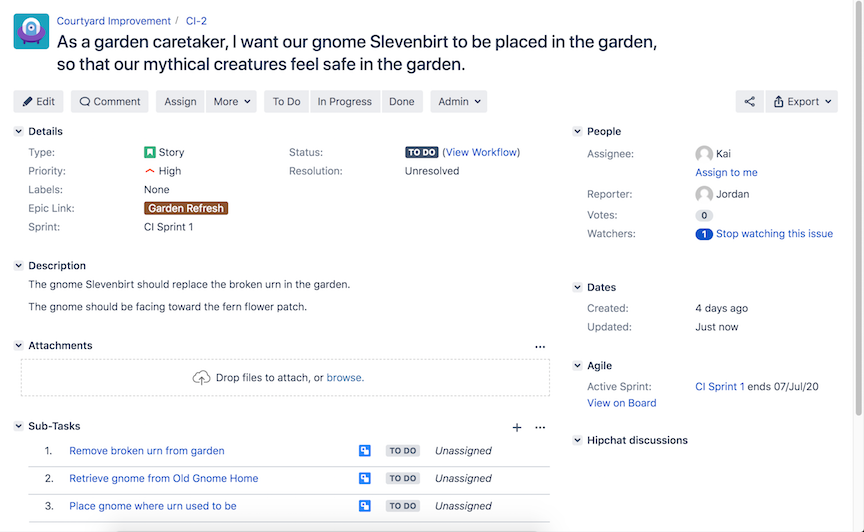 Courtyard Improvement / CI-2
As a garden caretaker, I want our gnome Slevenbirt to be placed in the garden,
so that our mythical creatures feel safe in the garden.
Edit Comment Assign More To Do In Progress Done Admin Export
Details
Type: Story Status: TO DO (View Workflow)
Priority: High Resolution: Unresolved
Labels: None
Epic Link: Garden Refresh
Sprint: CI Sprint 1
Description
The gnome Slevenbirt should replace the broken urn in the garden.
The gnome should be facing toward the fern flower patch.
Attachments ...
Drop files to attach, or browse.
Sub-Tasks + ...
1. Remove broken urn from garden TO DO Unassigned
2. Retrieve gnome from Old Gnome Home TO DO Unassigned
3. Place gnome where urn used to be TO DO Unassigned
People
Assignee: Kai
Assign to me
Reporter: Jordan
Votes: 0
Watchers: 1 Stop watching this issue
Dates
Created: 4 days ago
Updated: Just now
Agile
Active Sprint: CI Sprint 1 ends 07/Jul/20
View on Board
Hipchat discussions